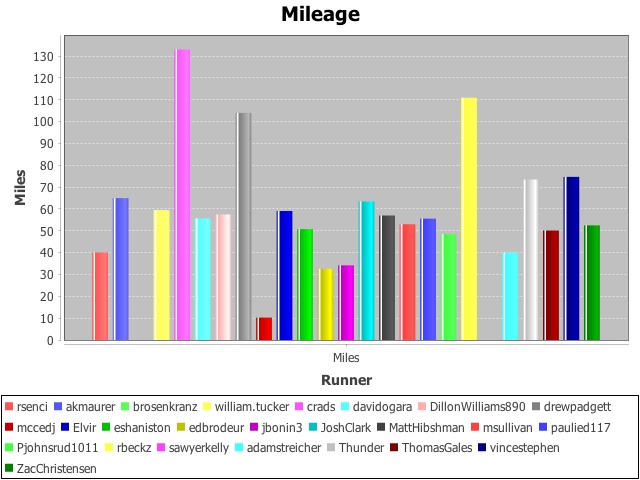 Mileage
130
120
110
100
90
80
70
60
50
40
30
20
10
0
Miles
Miles
Runner
rsenci akmaurer brosenkranz william.tucker crads davidogara DillonWilliams890 drewpadgett
mccedj Elvir eshaniston edbrodeur jbonin3 JoshClark MattHibshman msullivan paulied117
Pjohnsrud1011 rbeckz sawyerkelly adamstreicher Thunder ThomasGales vincestephen
ZacChristensen